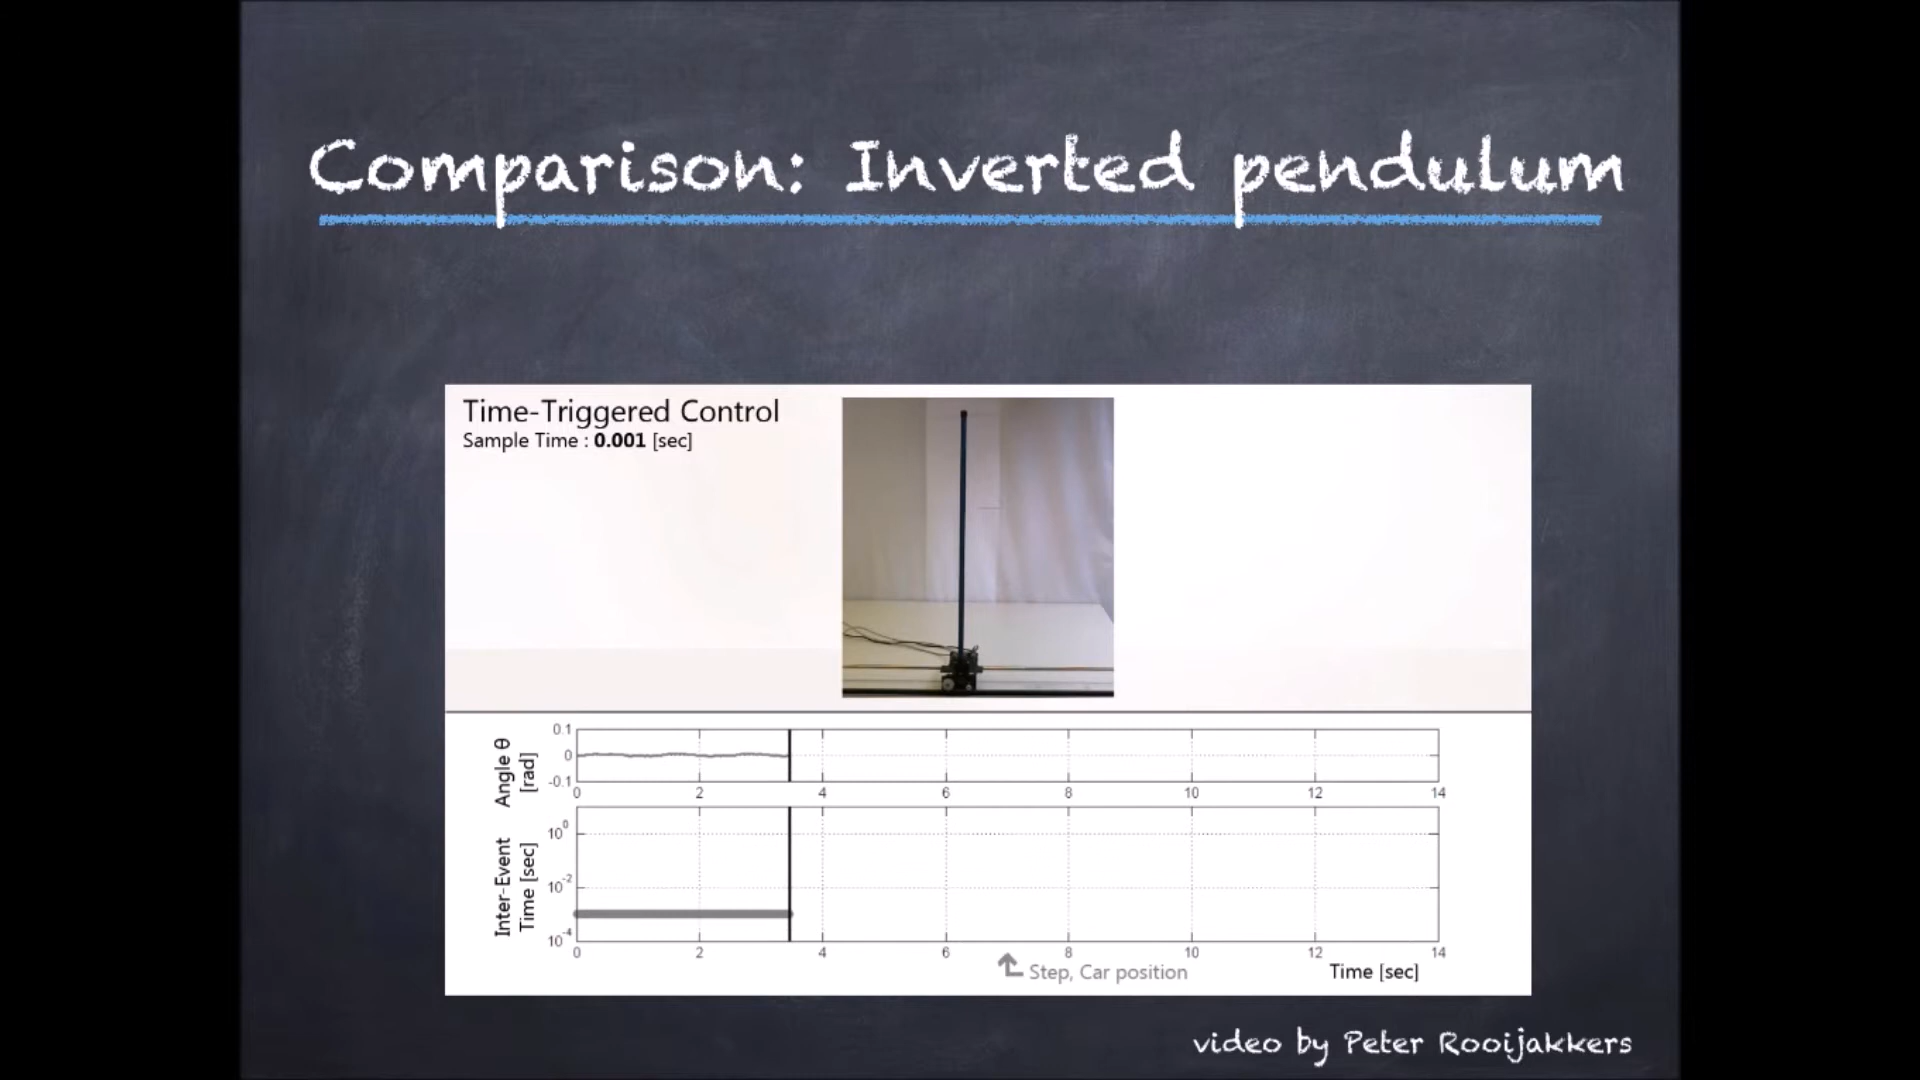 Comparison: Inverted pendulum
Time-Triggered Control
Sample Time : 0.001 [sec]
Angle θ
[rad]
0.1
0
-0.1
0 2 4 6 8 10 12 14
Inter-Event
Time [sec]
10^0
10^-2
10^-4
0 2 4 6 8 10 12 14
Step, Car position
Time [sec]
video by Peter Rooijakkers